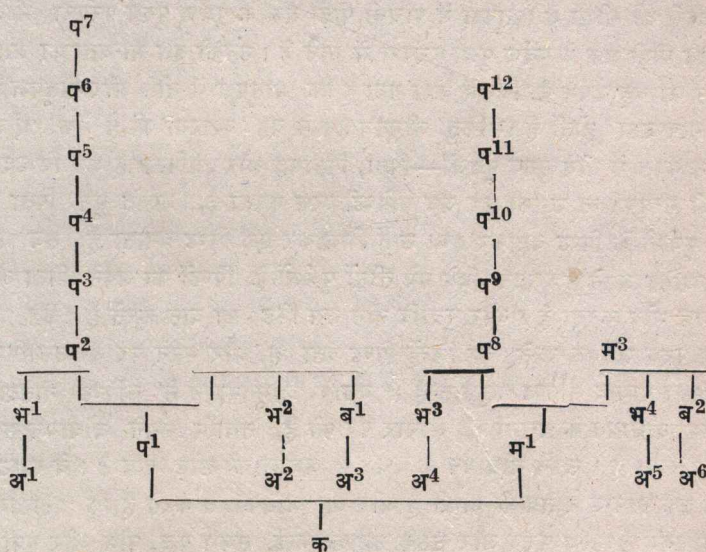 प⁷
प⁶ प¹²
प⁵ प¹¹
प⁴ प¹⁰
प³ प⁹
प² प⁸ म³
भ¹ प¹ भ² ब¹ भ³ म¹ भ⁴ ब²
अ¹ अ² अ³ अ⁴ अ⁵ अ⁶
क